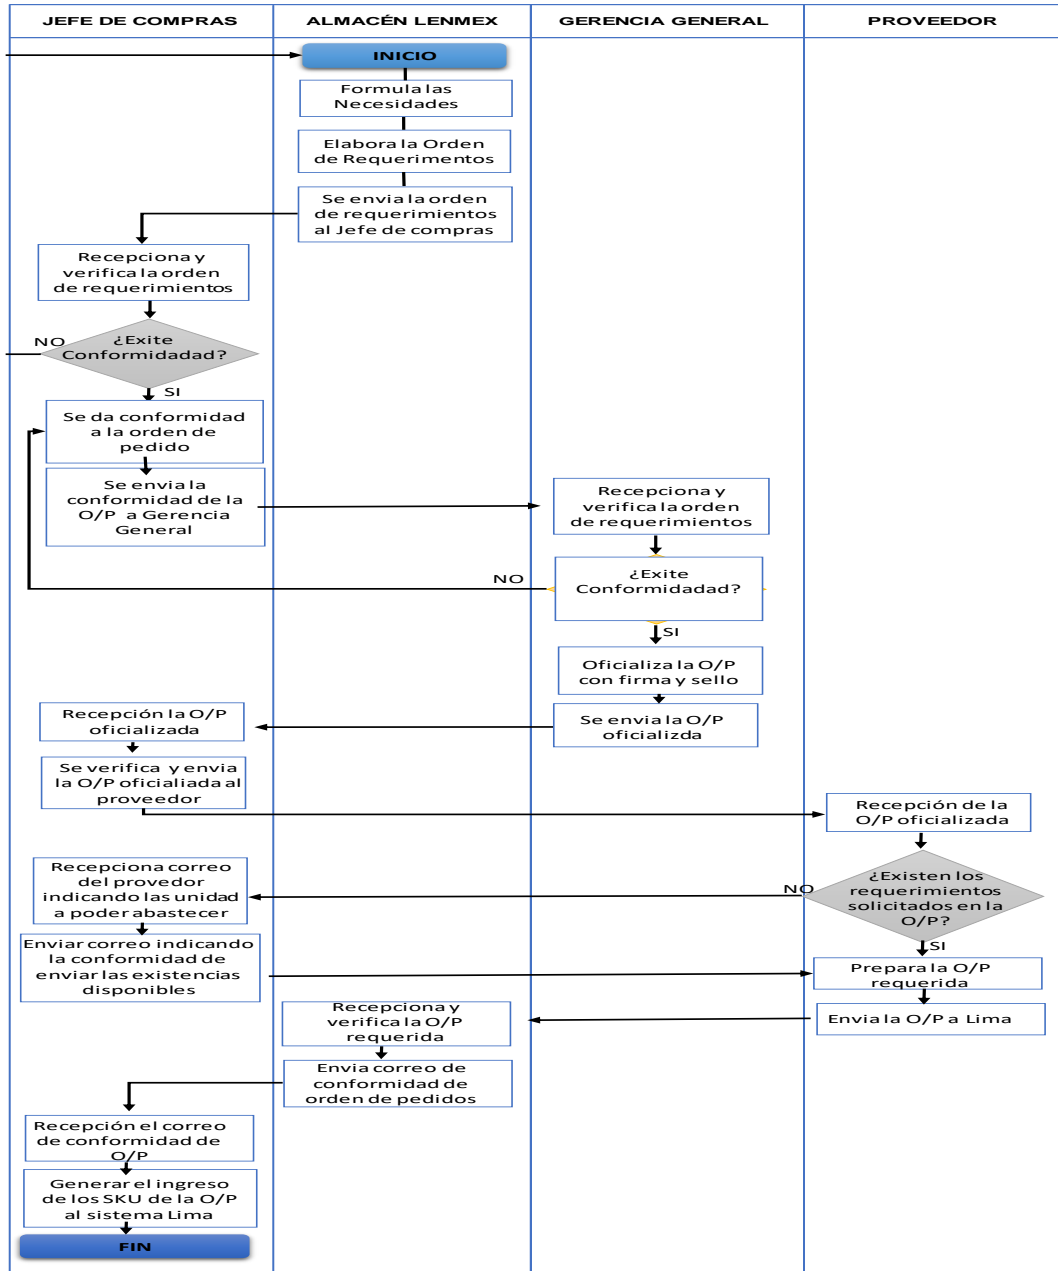 JEFE DE COMPRAS
ALMACÉN LENMEX
GERENCIA GENERAL
PROVEEDOR
INICIO
Formula las
Necesidades
Elabora la Orden
de Requerimentos
Se envia la orden
de requerimientos
al Jefe de compras
Recepciona y
verifica la orden
de requerimientos
NO
¿Exite
Conformidadad?
SI
Se da conformidad
a la orden de
pedido
Se envia la
conformidad de la
O/P a Gerencia
General
Recepciona y
verifica la orden
de requerimientos
NO
¿Exite
Conformidadad?
SI
Oficializa la O/P
con firma y sello
Se envia la O/P
oficializda
Recepción la O/P
oficializada
Se verifica y envia
la O/P oficialiada al
proveedor
Recepción de la
O/P oficializada
NO
¿Existen los
requerimientos
solicitados en la
O/P?
SI
Recepciona correo
del provedor
indicando las unidad
a poder abastecer
Enviar correo indicando
la conformidad de
enviar las existencias
disponibles
Prepara la O/P
requerida
Envia la O/P a Lima
Recepciona y
verifica la O/P
requerida
Envia correo de
conformidad de
orden de pedidos
Recepción el correo
de conformidad de
O/P
Generar el ingreso
de los SKU de la O/P
al sistema Lima
FIN